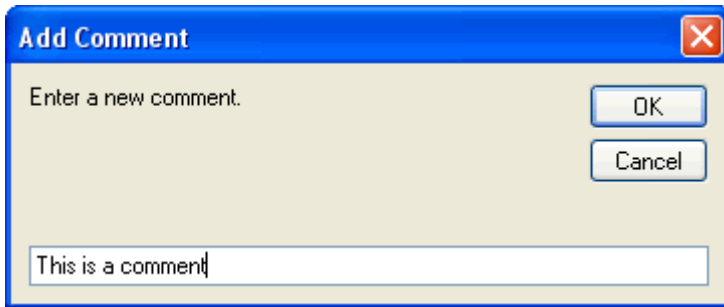 Add Comment
Enter a new comment.
OK
Cancel
This is a comment